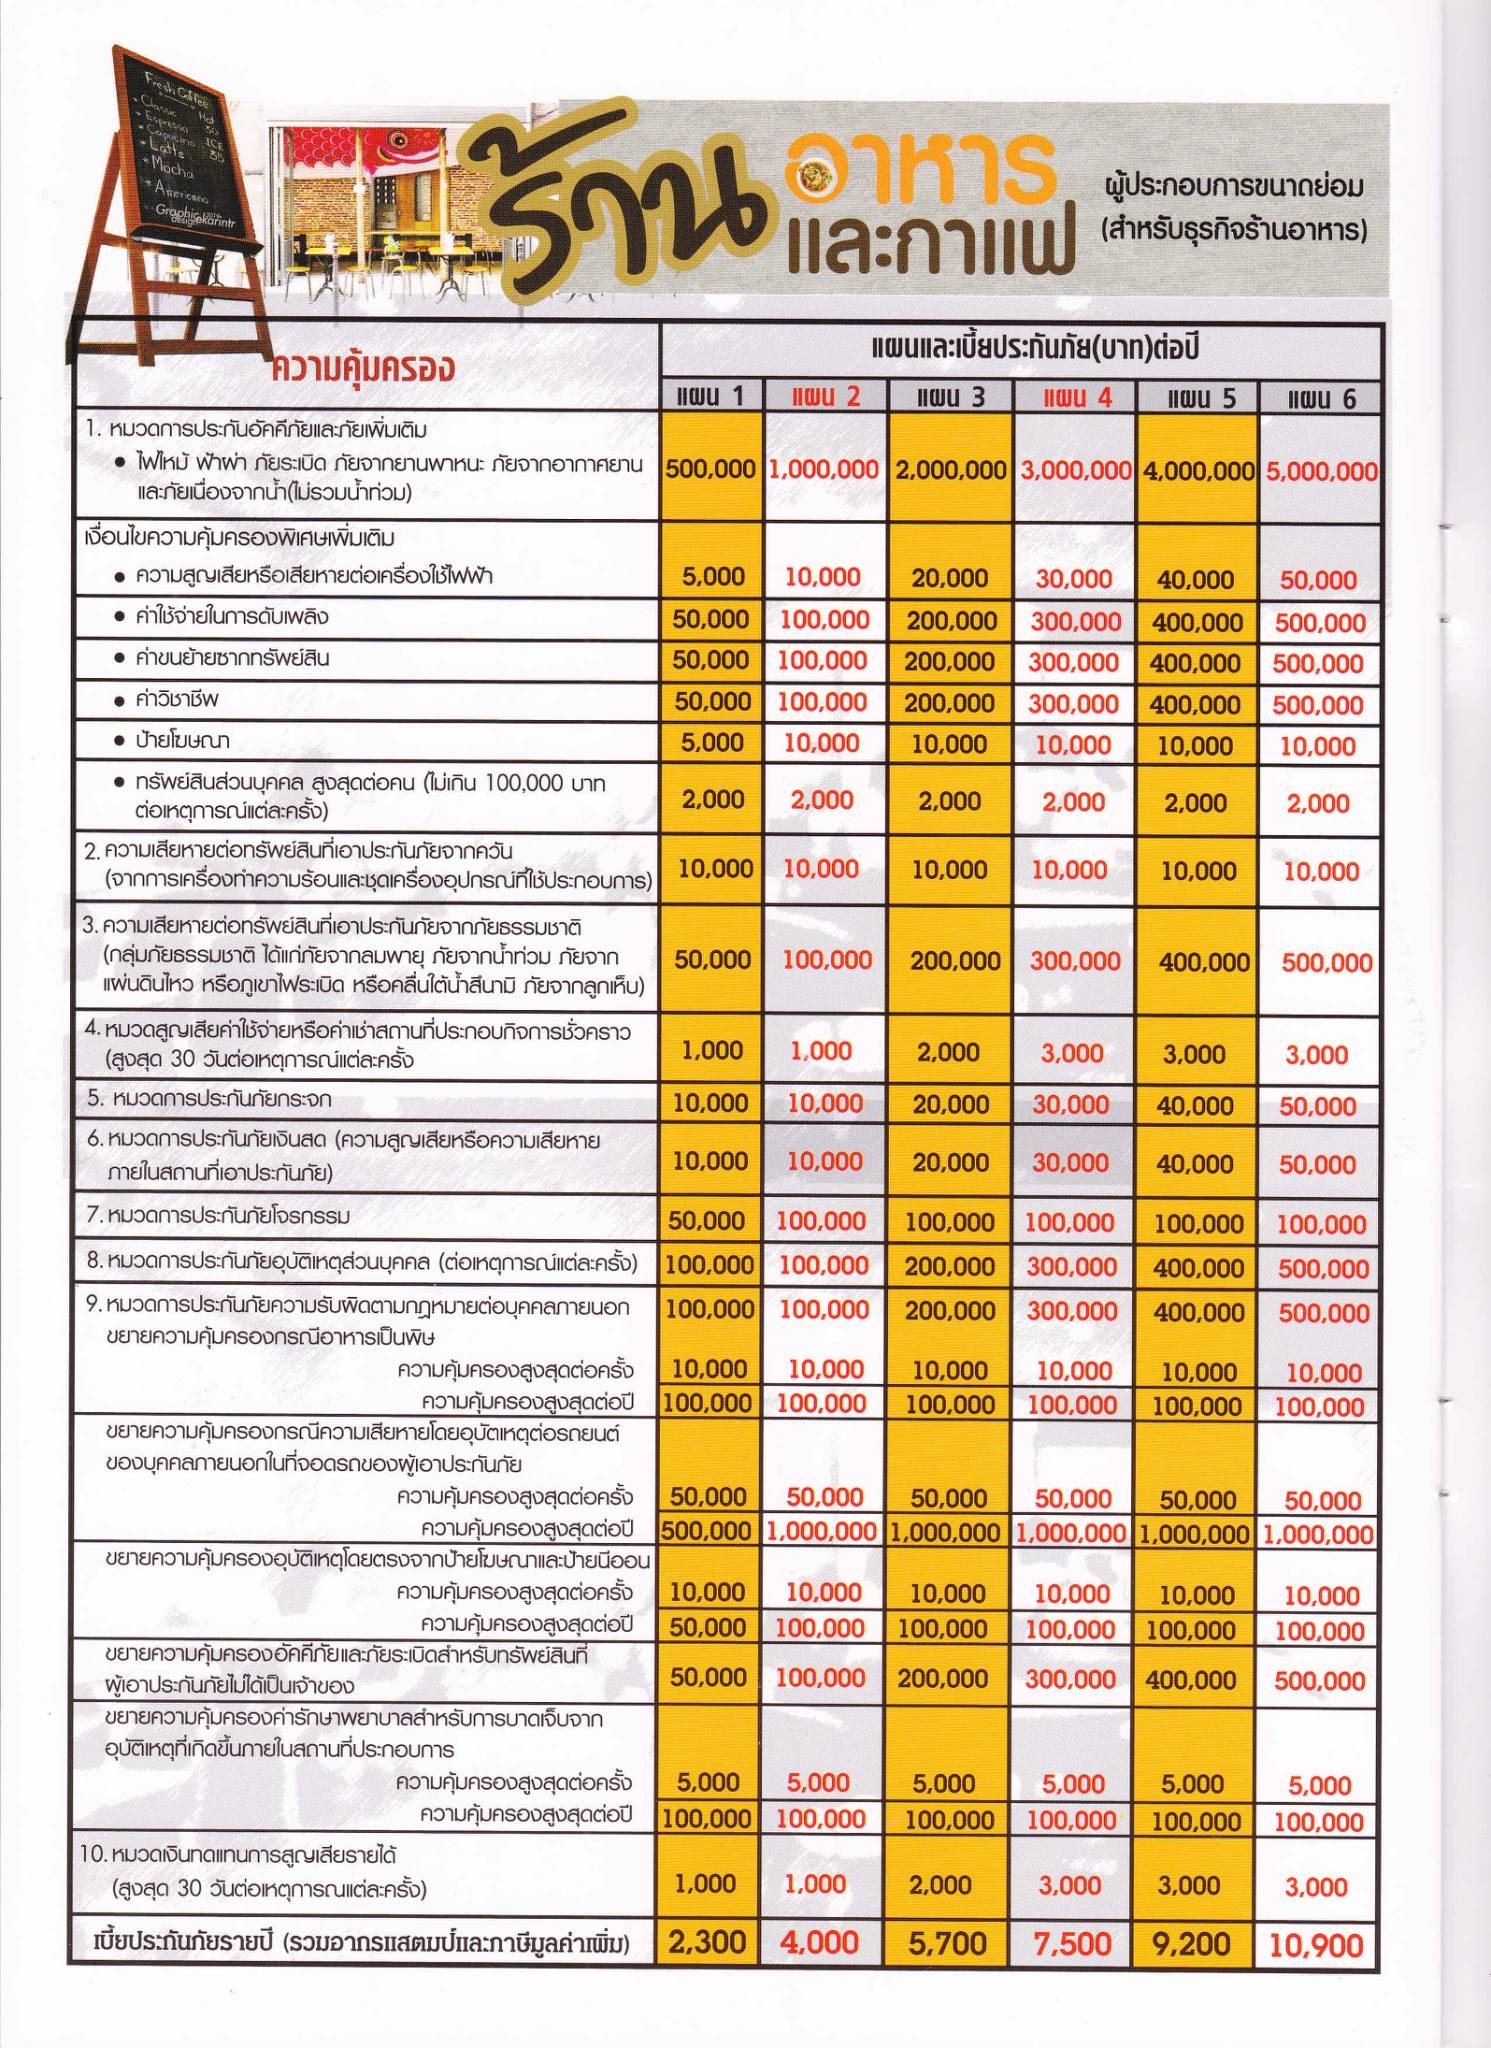 Fresh Coffee
* Classic Hot
* Espresso 30
* Capucino ICE
* Latte 35
* Mocha
* Americano
ร้าน
อาหาร
และกาแฟ
ผู้ประกอบการขนาดย่อม
(สำหรับธุรกิจร้านอาหาร)
ความคุ้มครอง
แผนและเบี้ยประกันภัย(บาท)ต่อปี
แผน 1 แผน 2 แผน 3 แผน 4 แผน 5 แผน 6
1. หมวดการประกันอัคคีภัยและภัยเพิ่มเติม
• ไฟไหม้ ฟ้าผ่า ภัยระเบิด ภัยจากยานพาหนะ ภัยจากอากาศยาน
และภัยเนื่องจากน้ำ(ไม่รวมน้ำท่วม)
500,000 1,000,000 2,000,000 3,000,000 4,000,000 5,000,000
เงื่อนไขความคุ้มครองพิเศษเพิ่มเติม
• ความสูญเสียหรือเสียหายต่อเครื่องใช้ไฟฟ้า 5,000 10,000 20,000 30,000 40,000 50,000
• ค่าใช้จ่ายในการดับเพลิง 50,000 100,000 200,000 300,000 400,000 500,000
• ค่าขนย้ายซากทรัพย์สิน 50,000 100,000 200,000 300,000 400,000 500,000
• ค่าวิชาชีพ 50,000 100,000 200,000 300,000 400,000 500,000
• ป้ายโฆษณา 5,000 10,000 10,000 10,000 10,000 10,000
• ทรัพย์สินส่วนบุคคล สูงสุดต่อคน (ไม่เกิน 100,000 บาท
ต่อเหตุการณ์แต่ละครั้ง)
2,000 2,000 2,000 2,000 2,000 2,000
2. ความเสียหายต่อทรัพย์สินที่เอาประกันภัยจากควัน
(จากการเครื่องทำความร้อนและชุดเครื่องอุปกรณ์ที่ใช้ประกอบการ)
10,000 10,000 10,000 10,000 10,000 10,000
3. ความเสียหายต่อทรัพย์สินที่เอาประกันภัยจากภัยธรรมชาติ
(กลุ่มภัยธรรมชาติ ได้แก่ภัยจากลมพายุ ภัยจากน้ำท่วม ภัยจาก
แผ่นดินไหว หรือภูเขาไฟระเบิด หรือคลื่นใต้น้ำสึนามิ ภัยจากลูกเห็บ)
50,000 100,000 200,000 300,000 400,000 500,000
4. หมวดสูญเสียค่าใช้จ่ายหรือค่าเช่าสถานที่ประกอบกิจการชั่วคราว
(สูงสุด 30 วันต่อเหตุการณ์แต่ละครั้ง
1,000 1,000 2,000 3,000 3,000 3,000
5. หมวดการประกันภัยกระจก 10,000 10,000 20,000 30,000 40,000 50,000
6. หมวดการประกันภัยเงินสด (ความสูญเสียหรือความเสียหาย
ภายในสถานที่เอาประกันภัย)
10,000 10,000 20,000 30,000 40,000 50,000
7. หมวดการประกันภัยโจรกรรม 50,000 100,000 100,000 100,000 100,000 100,000
8. หมวดการประกันภัยอุบัติเหตุส่วนบุคคล (ต่อเหตุการณ์แต่ละครั้ง) 100,000 100,000 200,000 300,000 400,000 500,000
9. หมวดการประกันภัยความรับผิดตามกฎหมายต่อบุคคลภายนอก 100,000 100,000 200,000 300,000 400,000 500,000
ขยายความคุ้มครองกรณีอาหารเป็นพิษ
ความคุ้มครองสูงสุดต่อครั้ง 10,000 10,000 10,000 10,000 10,000 10,000
ความคุ้มครองสูงสุดต่อปี 100,000 100,000 100,000 100,000 100,000 100,000
ขยายความคุ้มครองกรณีความเสียหายโดยอุบัติเหตุต่อรถยนต์
ของบุคคลภายนอกในที่จอดรถของผู้เอาประกันภัย
ความคุ้มครองสูงสุดต่อครั้ง 50,000 50,000 50,000 50,000 50,000 50,000
ความคุ้มครองสูงสุดต่อปี 500,000 1,000,000 1,000,000 1,000,000 1,000,000 1,000,000
ขยายความคุ้มครองอุบัติเหตุโดยตรงจากป้ายโฆษณาและป้ายนีออน
ความคุ้มครองสูงสุดต่อครั้ง 10,000 10,000 10,000 10,000 10,000 10,000
ความคุ้มครองสูงสุดต่อปี 50,000 100,000 100,000 100,000 100,000 100,000
ขยายความคุ้มครองอัคคีภัยและภัยระเบิดสำหรับทรัพย์สินที่
ผู้เอาประกันภัยไม่ได้เป็นเจ้าของ
50,000 100,000 200,000 300,000 400,000 500,000
ขยายความคุ้มครองค่ารักษาพยาบาลสำหรับการบาดเจ็บจาก
อุบัติเหตุที่เกิดขึ้นภายในสถานที่ประกอบการ
ความคุ้มครองสูงสุดต่อครั้ง 5,000 5,000 5,000 5,000 5,000 5,000
ความคุ้มครองสูงสุดต่อปี 100,000 100,000 100,000 100,000 100,000 100,000
10. หมวดเงินทดแทนการสูญเสียรายได้
(สูงสุด 30 วันต่อเหตุการณแต่ละครั้ง)
1,000 1,000 2,000 3,000 3,000 3,000
เบี้ยประกันภัยรายปี (รวมอากรแสตมป์และภาษีมูลค่าเพิ่ม) 2,300 4,000 5,700 7,500 9,200 10,900